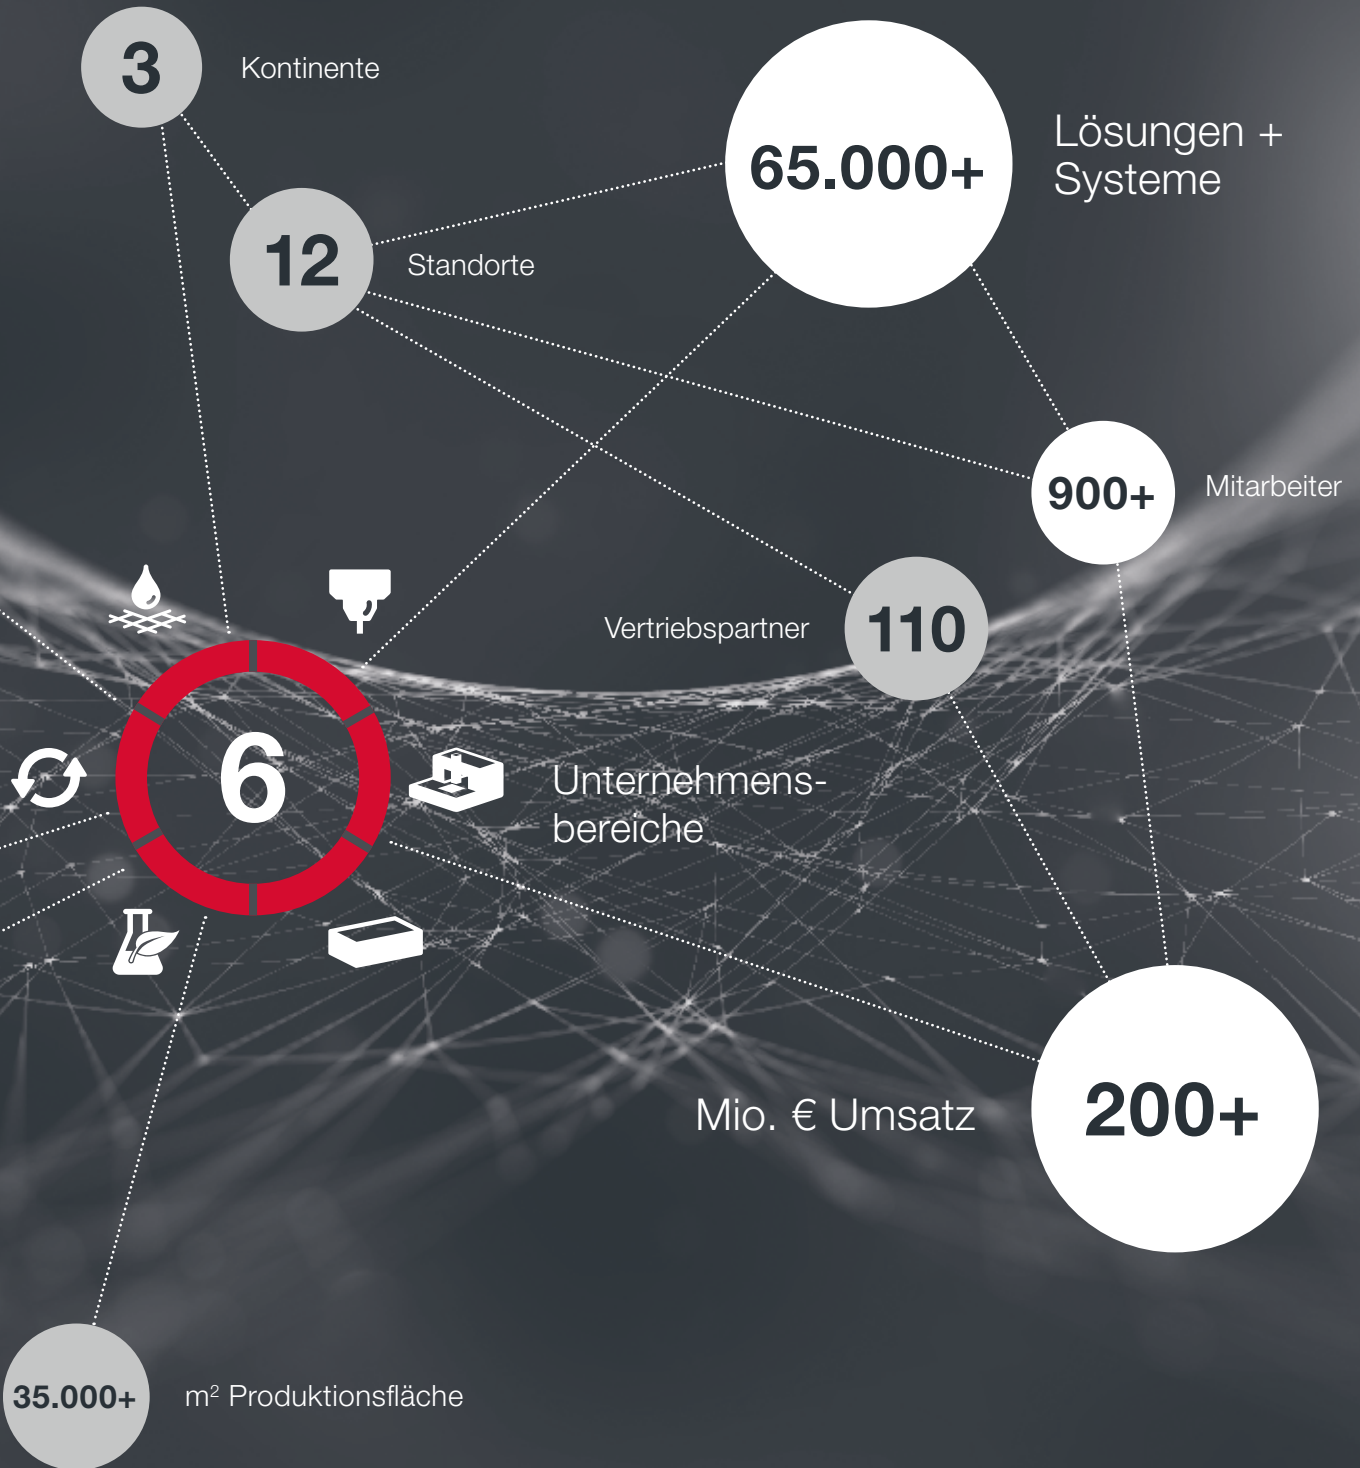 3
Kontinente
65.000+
Lösungen +
Systeme
12
Standorte
900+
Mitarbeiter
Vertriebspartner
110
6
Unternehmens-
bereiche
Mio. € Umsatz
200+
35.000+
m² Produktionsfläche